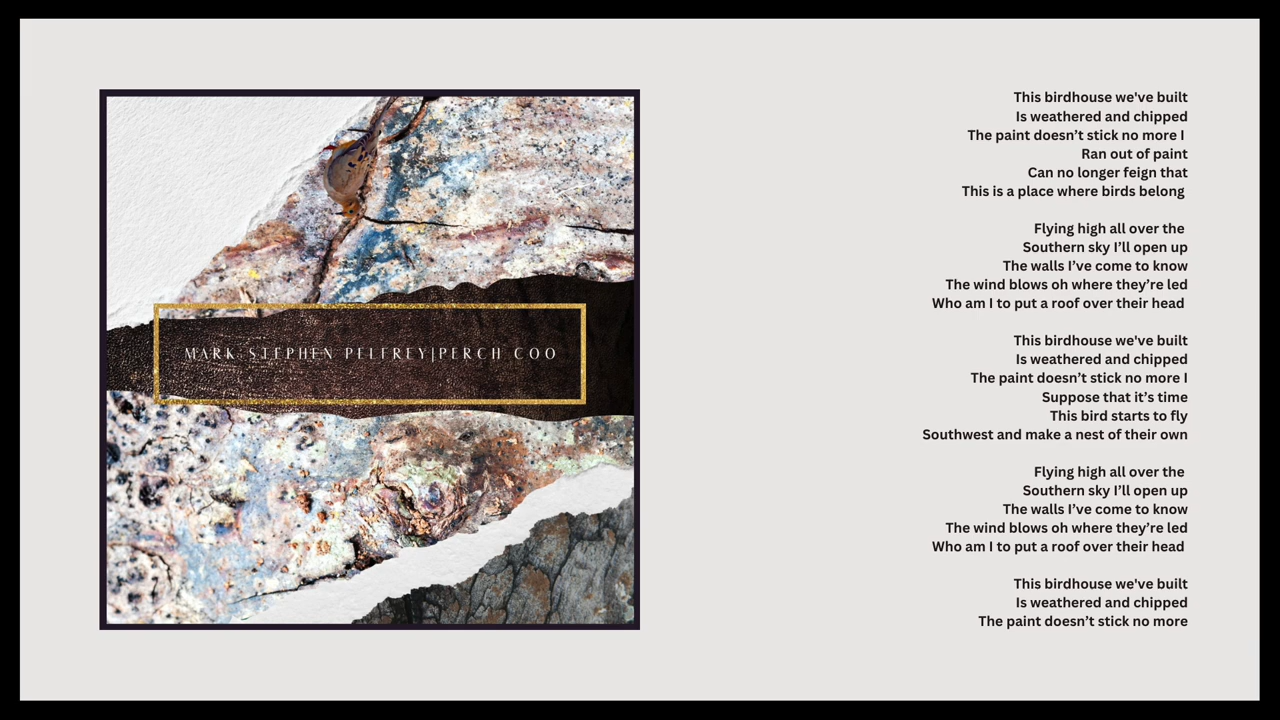 MARK STEPHEN PELFREY|PERCH COO
This birdhouse we've built
Is weathered and chipped
The paint doesn’t stick no more I
Ran out of paint
Can no longer feign that
This is a place where birds belong
Flying high all over the
Southern sky I’ll open up
The walls I’ve come to know
The wind blows oh where they’re led
Who am I to put a roof over their head
This birdhouse we've built
Is weathered and chipped
The paint doesn’t stick no more I
Suppose that it’s time
This bird starts to fly
Southwest and make a nest of their own
Flying high all over the
Southern sky I’ll open up
The walls I’ve come to know
The wind blows oh where they’re led
Who am I to put a roof over their head
This birdhouse we've built
Is weathered and chipped
The paint doesn’t stick no more